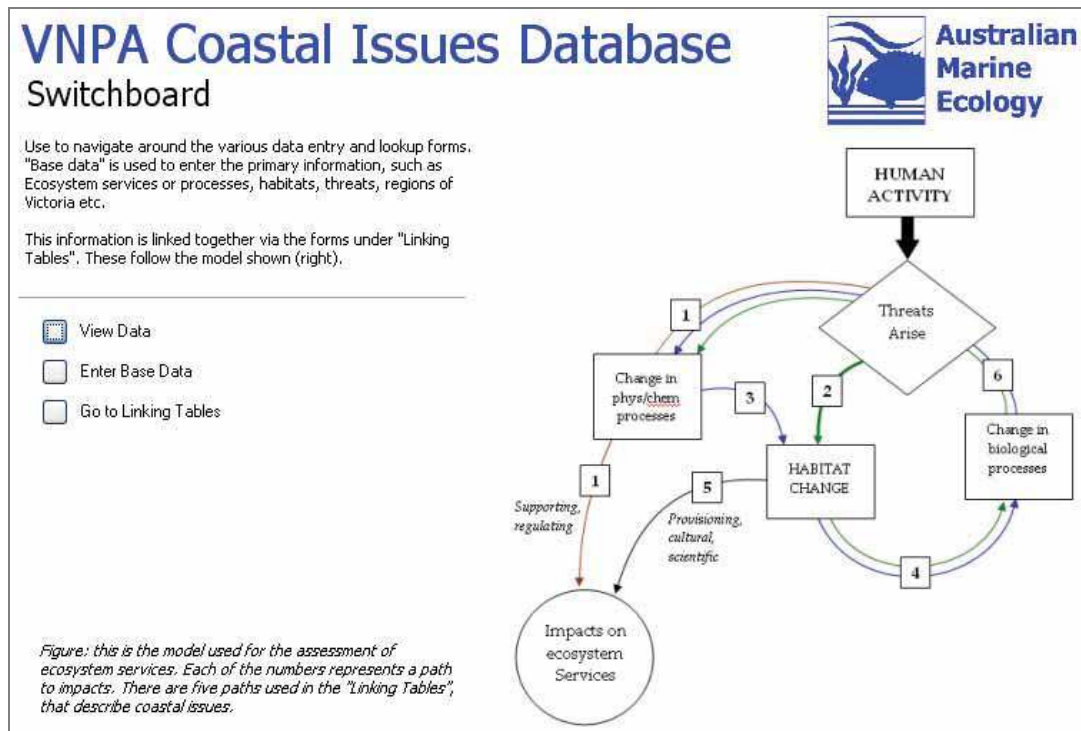 VNPA Coastal Issues Database
Switchboard
Australian
Marine
Ecology
Use to navigate around the various data entry and lookup forms.
"Base data" is used to enter the primary information, such as
Ecosystem services or processes, habitats, threats, regions of
Victoria etc.
This information is linked together via the forms under "Linking
Tables". These follow the model shown (right).
View Data
Enter Base Data
Go to Linking Tables
HUMAN
ACTIVITY
Threats
Arise
1
Change in
phys/chem
processes
3
2
6
Change in
biological
processes
HABITAT
CHANGE
1
5
Supporting,
regulating
Provisioning,
cultural,
scientific
4
Impacts on
ecosystem
Services
Figure: this is the model used for the assessment of
ecosystem services. Each of the numbers represents a path
to impacts. There are five paths used in the "Linking Tables",
that describe coastal issues.